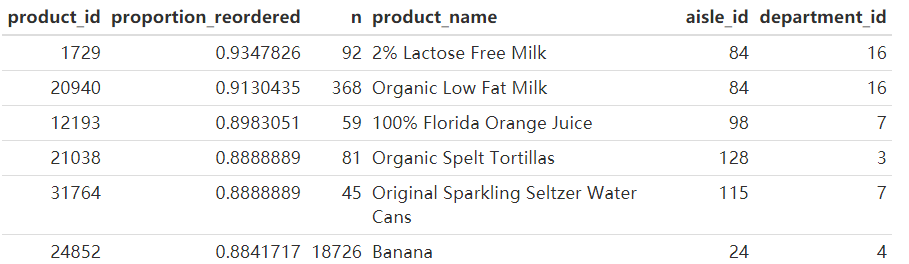 product_id proportion_reordered n product_name aisle_id department_id
1729 0.9347826 92 2% Lactose Free Milk 84 16
20940 0.9130435 368 Organic Low Fat Milk 84 16
12193 0.8983051 59 100% Florida Orange Juice 98 7
21038 0.8888889 81 Organic Spelt Tortillas 128 3
31764 0.8888889 45 Original Sparkling Seltzer Water 115 7
Cans
24852 0.8841717 18726 Banana 24 4